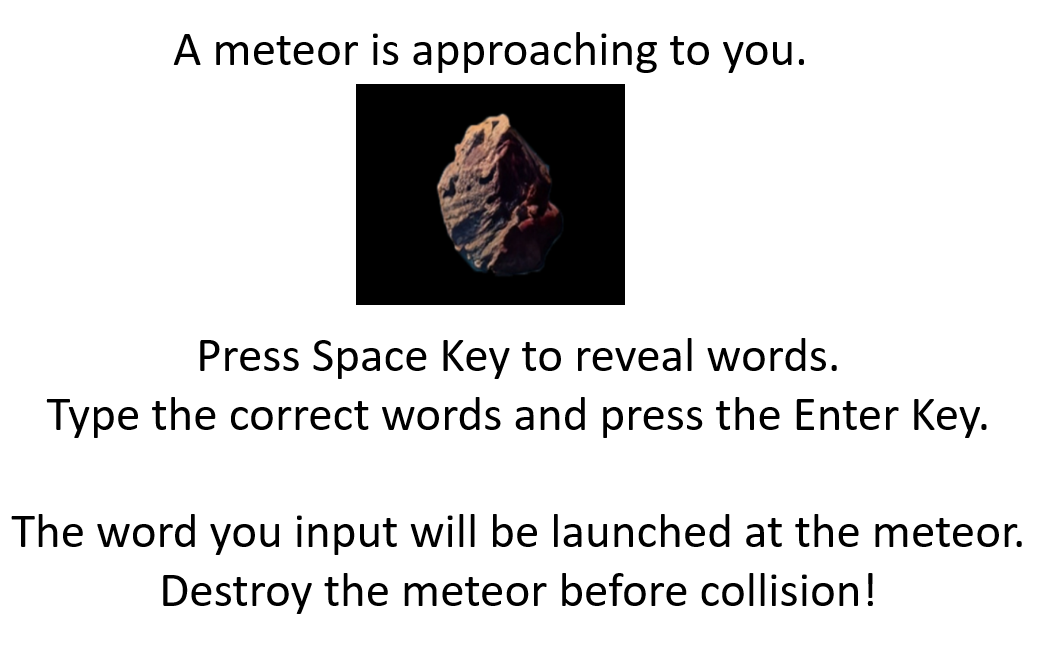 A meteor is approaching to you.
Press Space Key to reveal words.
Type the correct words and press the Enter Key.
The word you input will be launched at the meteor.
Destroy the meteor before collision!